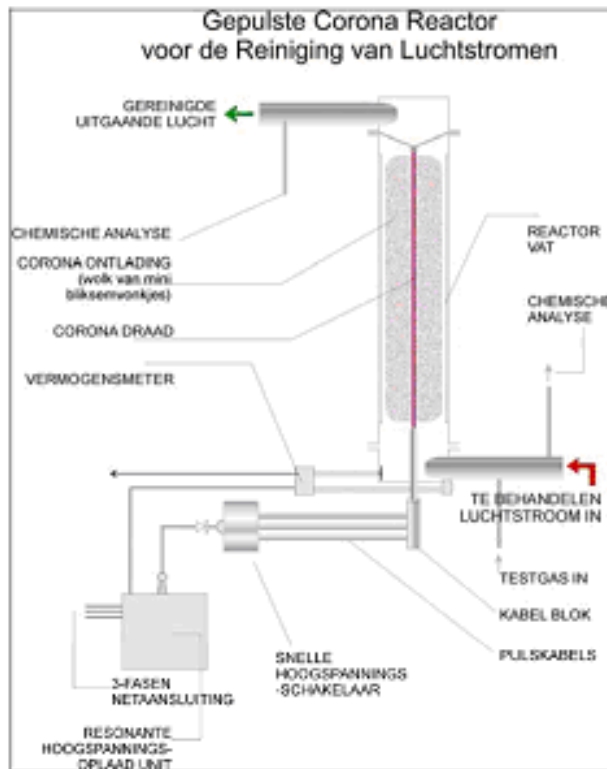 Gepulste Corona Reactor
voor de Reiniging van Luchtstromen
GEREINIGDE
UITGAANDE LUCHT
CHEMISCHE ANALYSE
CORONA ONTLADING
(wolk van mini
bliksemvonkjes)
CORONA DRAAD
VERMOGENSMETER
REACTOR
VAT
CHEMISCHE
ANALYSE
TE BEHANDELEN
LUCHTSTROOM IN
TESTGAS IN
KABEL BLOK
PULSKABELS
SNELLE
HOOGSPANNINGS
-SCHAKELAAR
3-FASEN
NETAANSLUITING
RESONANTE
HOOGSPANNINGS-
OPLAAD UNIT